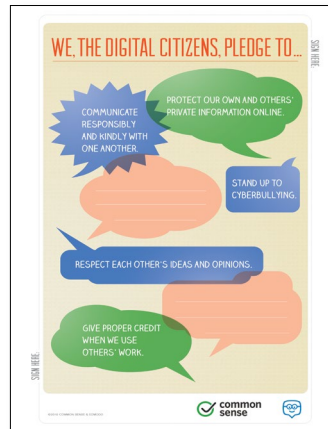 WE, THE DIGITAL CITIZENS, PLEDGE TO...
SIGN HERE:
PROTECT OUR OWN AND OTHERS'
PRIVATE INFORMATION ONLINE.
COMMUNICATE
RESPONSIBLY
AND KINDLY WITH
ONE ANOTHER.
STAND UP TO
CYBERBULLYING.
RESPECT EACH OTHER'S IDEAS AND OPINIONS.
GIVE PROPER CREDIT
WHEN WE USE
OTHERS' WORK.
SIGN HERE:
common
sense